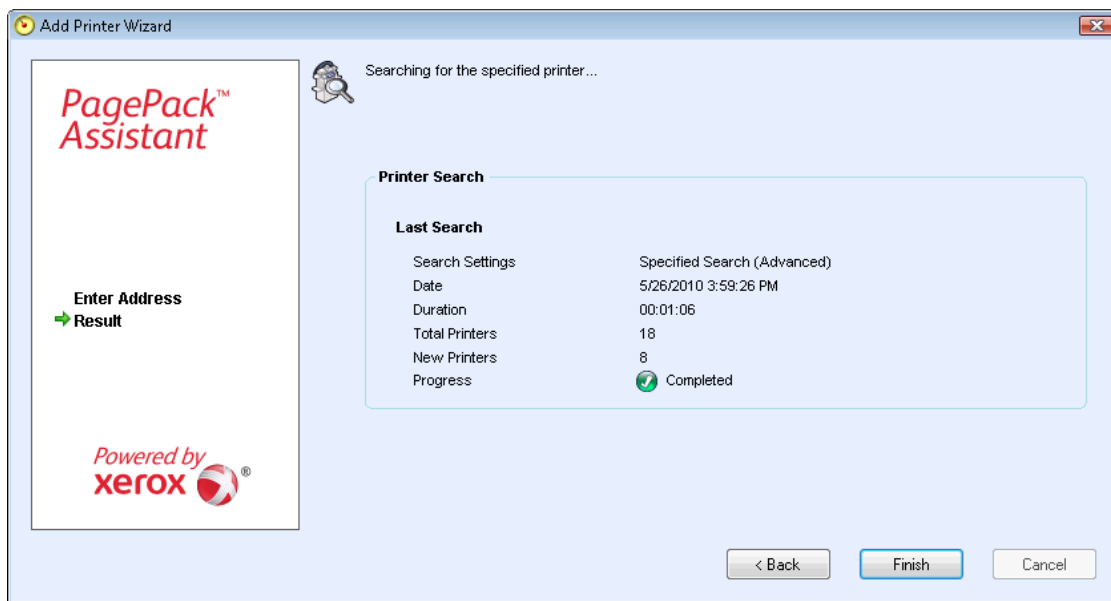 Add Printer Wizard
PagePack™
Assistant
Enter Address
Result
Powered by
xerox ®
Searching for the specified printer...
Printer Search
Last Search
Search Settings Specified Search (Advanced)
Date 5/26/2010 3:59:26 PM
Duration 00:01:06
Total Printers 18
New Printers 8
Progress Completed
< Back Finish Cancel